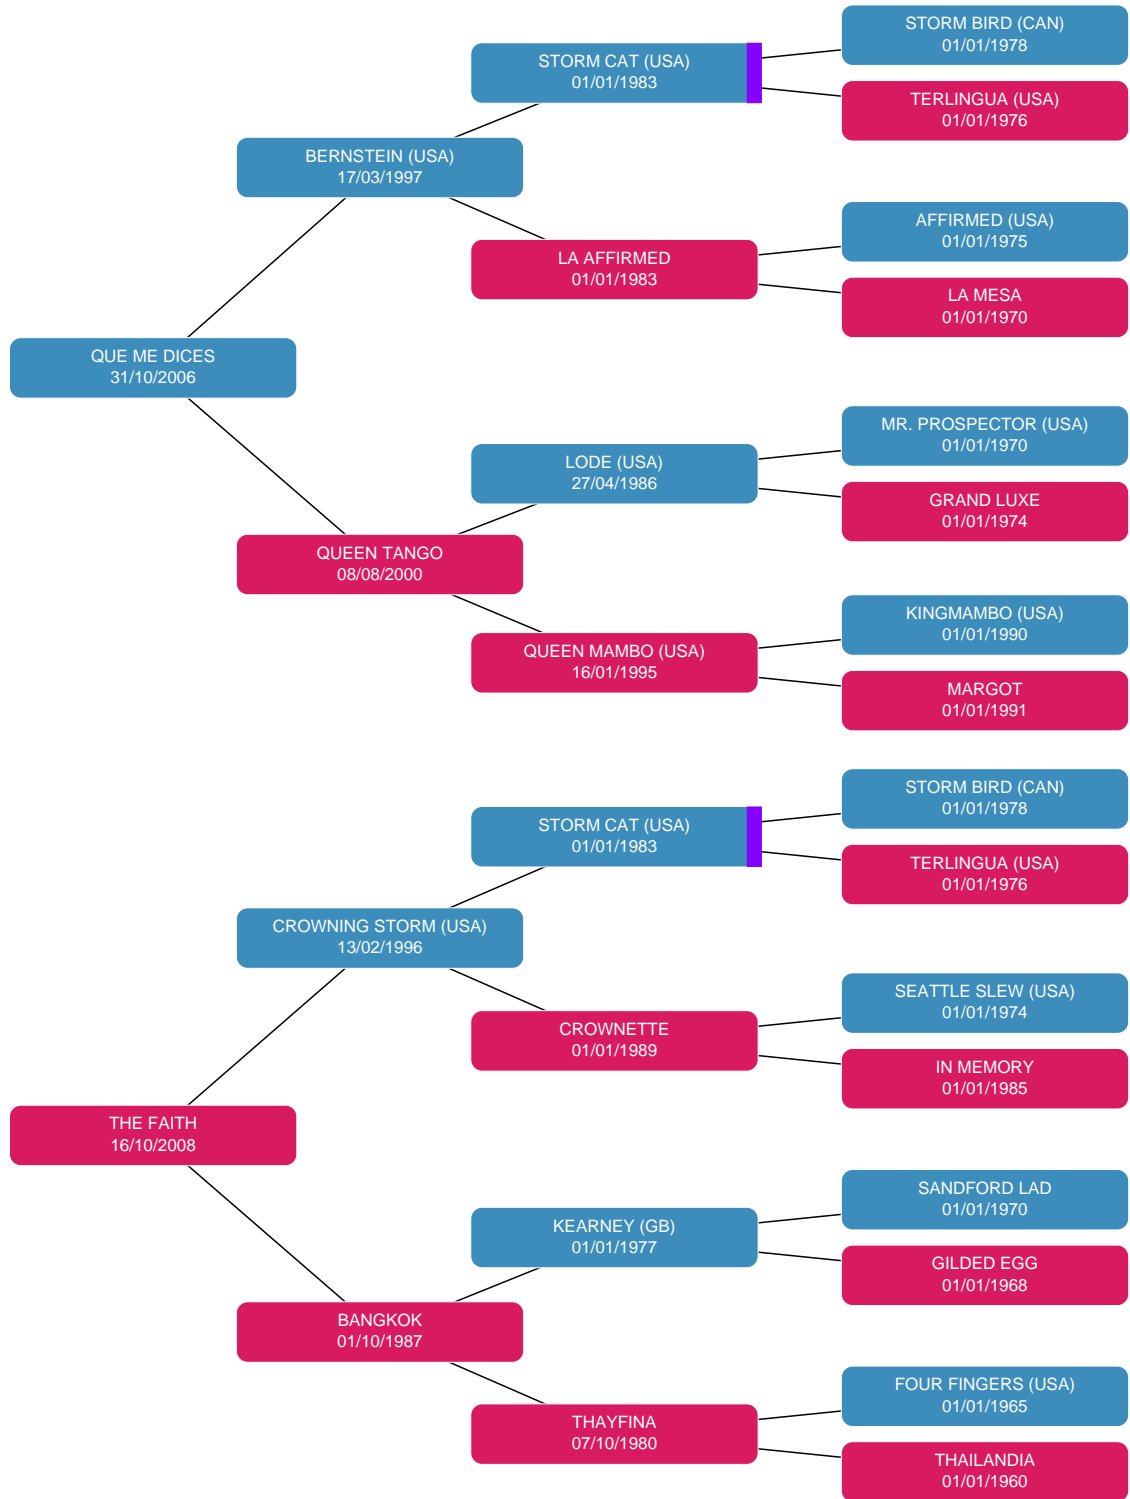 STORM BIRD (CAN)
01/01/1978
STORM CAT (USA)
01/01/1983
TERLINGUA (USA)
01/01/1976
BERNSTEIN (USA)
17/03/1997
AFFIRMED (USA)
01/01/1975
LA AFFIRMED
01/01/1983
LA MESA
01/01/1970
QUE ME DICES
31/10/2006
MR. PROSPECTOR (USA)
01/01/1970
LODE (USA)
27/04/1986
GRAND LUXE
01/01/1974
QUEEN TANGO
08/08/2000
KINGMAMBO (USA)
01/01/1990
QUEEN MAMBO (USA)
16/01/1995
MARGOT
01/01/1991
STORM BIRD (CAN)
01/01/1978
STORM CAT (USA)
01/01/1983
TERLINGUA (USA)
01/01/1976
CROWNING STORM (USA)
13/02/1996
SEATTLE SLEW (USA)
01/01/1974
CROWNETTE
01/01/1989
IN MEMORY
01/01/1985
THE FAITH
16/10/2008
SANDFORD LAD
01/01/1970
KEARNEY (GB)
01/01/1977
GILDED EGG
01/01/1968
BANGKOK
01/10/1987
FOUR FINGERS (USA)
01/01/1965
THAYFINA
07/10/1980
THAILANDIA
01/01/1960